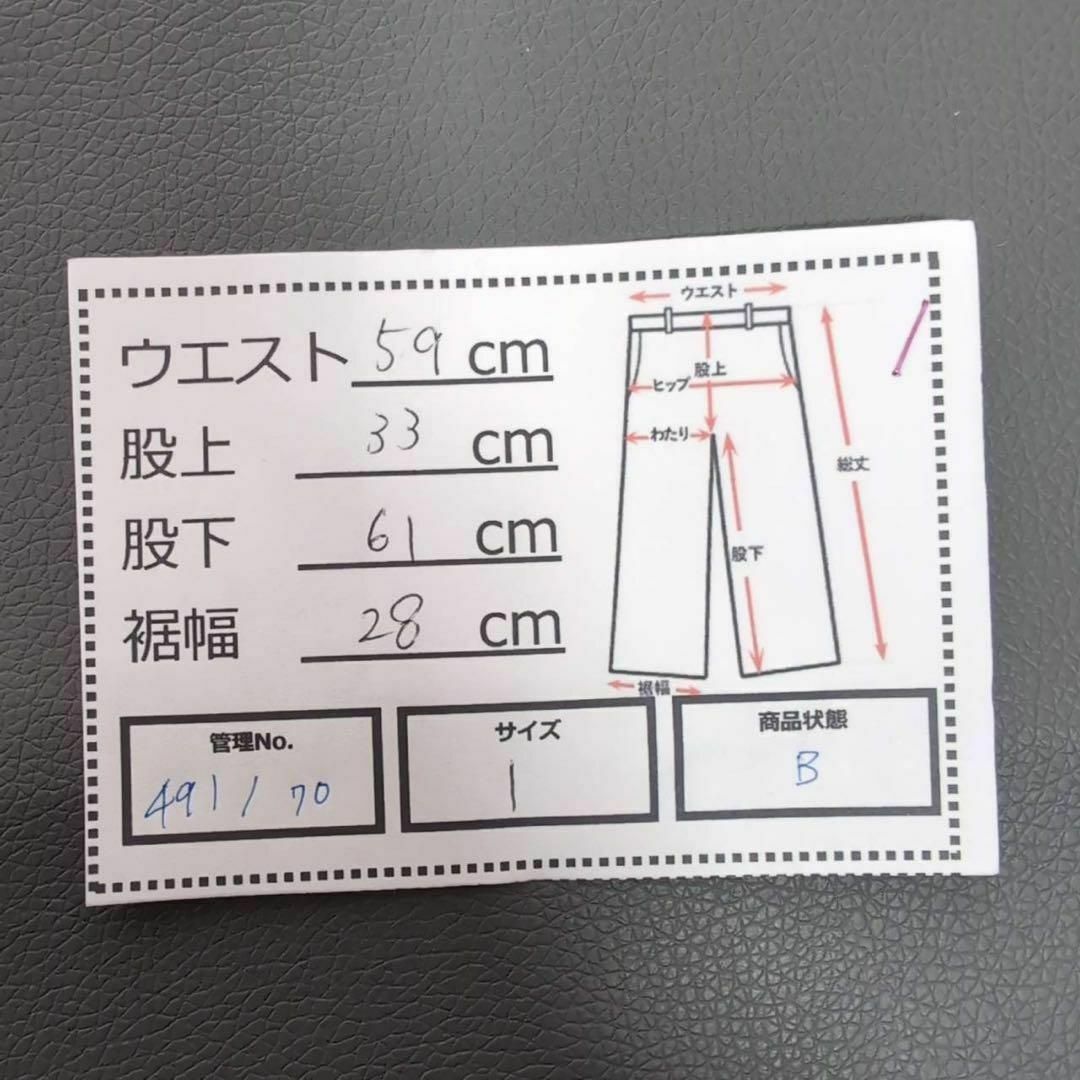 ウエスト 59 cm
股上 33 cm
股下 61 cm
裾幅 28 cm
ウエスト
股上
ヒップ
わたり
総丈
股下
裾幅
管理No.
491/70
サイズ
1
商品状態
B